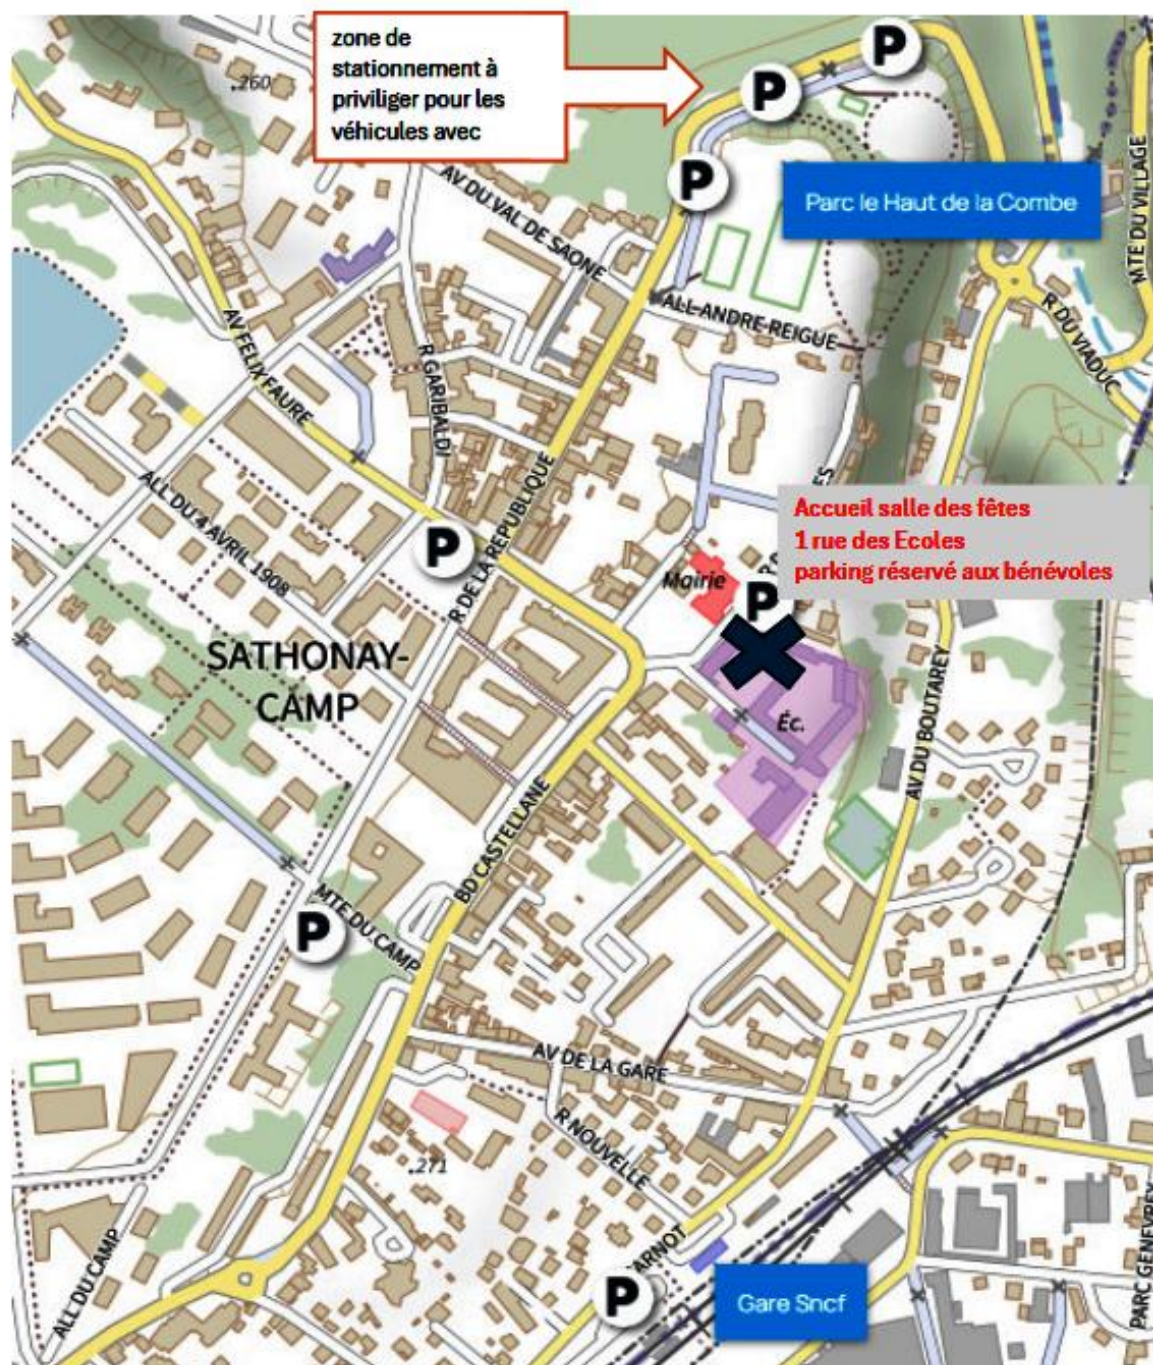 zone de
stationnement à
priviliger pour les
véhicules avec
P
P
P
260
Parc le Haut de la Combe
MTE DU VILLAGE
AV DU VAL DE SAONE
ALL ANDRE REIGUE
R DU VIADUC
AV FELIX FAURE
R GARIBALDI
ALL DU 4 AVRIL 1908
R DE LA REPUBLIQUE
P
Accueil salle des fêtes
1 rue des Ecoles
parking réservé aux bénévoles
Mairie
P
SATHONAY-
CAMP
Éc.
AV DU BOUTAREY
BD CASTELLANE
MTE DU CAMP
P
AV DE LA GARE
R NOUVELLE
271
ALL DU CAMP
ARNOT
P
Gare Sncf
PARC GENEVREY